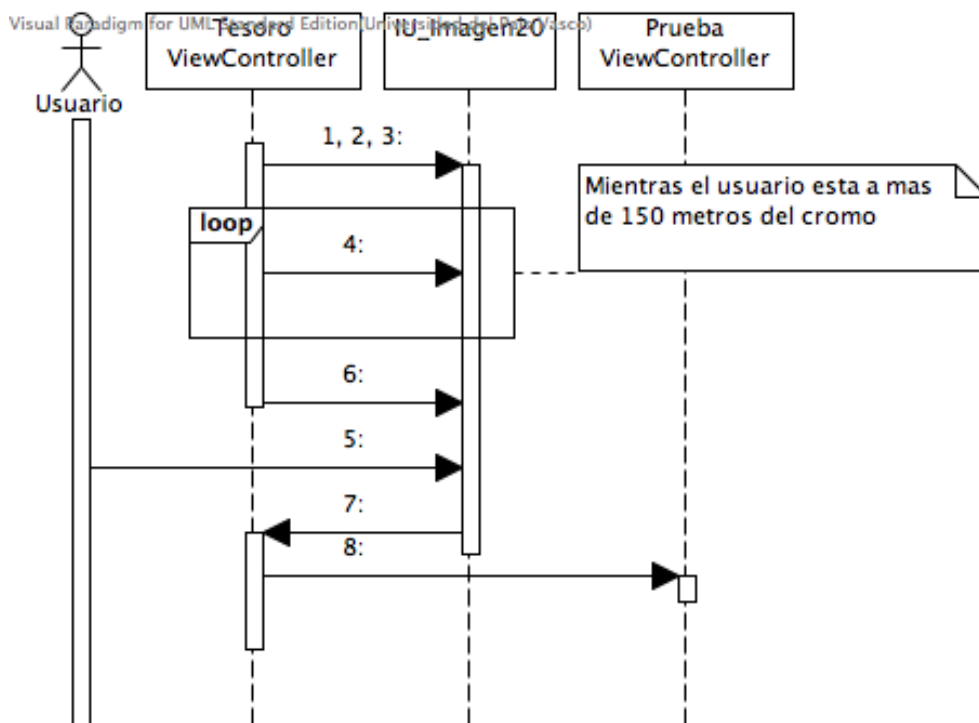 Visual Paradigm for UML Standard Edition(Universidad del Pais Vasco)
Usuario
Tesoro
ViewController
IU_Imagen20
Prueba
ViewController
1, 2, 3:
Mientras el usuario esta a mas
de 150 metros del cromo
loop
4:
6:
5:
7:
8: